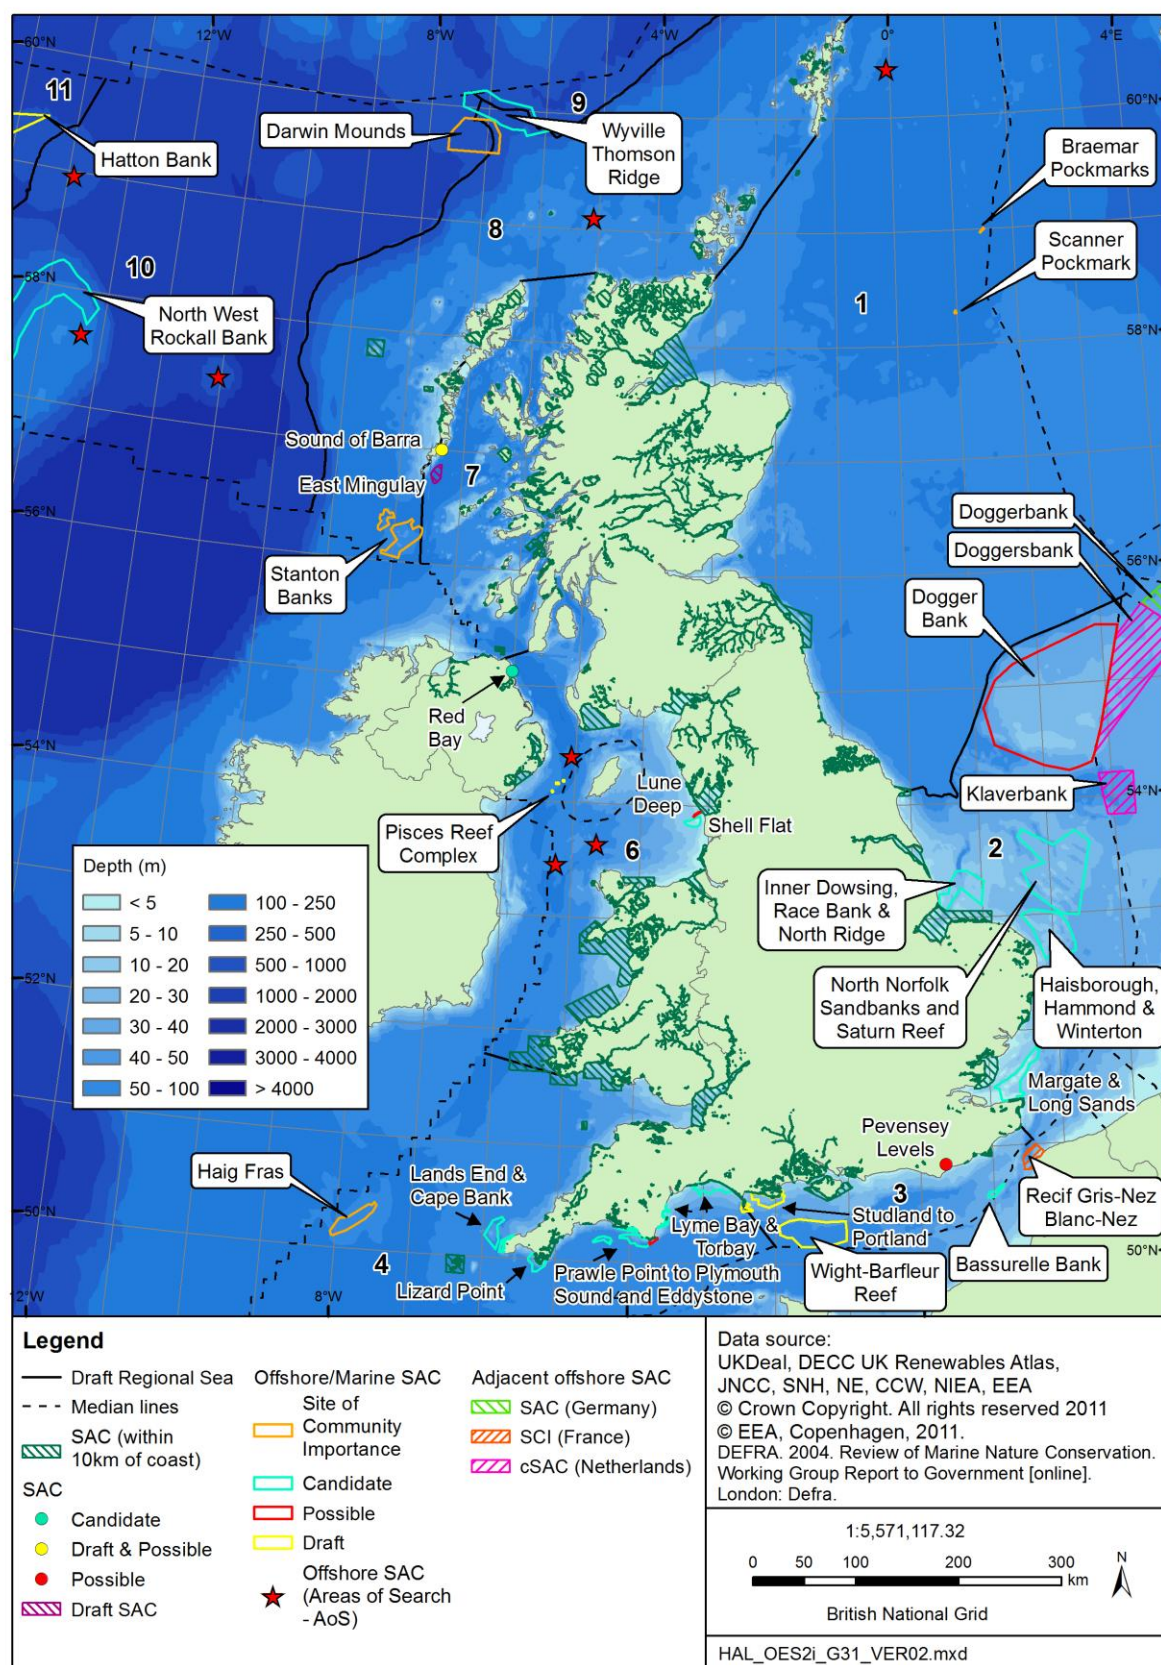 12°W
8°W
4°W
0°
4°E
60°N
60°N
11
9
Darwin Mounds
Wyville
Thomson
Ridge
Hatton Bank
Braemar
Pockmarks
8
Scanner
Pockmark
10
58°N
North West
Rockall Bank
1
58°N
Sound of Barra
7
East Mingulay
56°N
Doggerbank
Doggersbank
56°N
Stanton
Banks
Dogger
Bank
Red
Bay
54°N
Lune
Deep
Klaverbank
54°N
Shell Flat
Pisces Reef
Complex
6
2
Depth (m)
< 5
5 - 10
10 - 20
20 - 30
30 - 40
40 - 50
50 - 100
100 - 250
250 - 500
500 - 1000
1000 - 2000
2000 - 3000
3000 - 4000
> 4000
Inner Dowsing,
Race Bank &
North Ridge
52°N
52°N
North Norfolk
Sandbanks and
Saturn Reef
Haisborough,
Hammond &
Winterton
Margate &
Long Sands
Pevensey
Levels
Haig Fras
Lands End &
Cape Bank
3
Recif Gris-Nez
Blanc-Nez
50°N
Lyme Bay &
Torbay
Studland to
Portland
50°N
4
Lizard Point
Prawle Point to Plymouth
Sound and Eddystone
Wight-Barfleur
Reef
Bassurelle Bank
12°W
8°W
4°W
0°
Legend
Draft Regional Sea
Median lines
SAC (within
10km of coast)
SAC
Candidate
Draft & Possible
Possible
Draft SAC
Offshore/Marine SAC
Site of
Community
Importance
Candidate
Possible
Draft
Offshore SAC
(Areas of Search
- AoS)
Adjacent offshore SAC
SAC (Germany)
SCI (France)
cSAC (Netherlands)
Data source:
UKDeal, DECC UK Renewables Atlas,
JNCC, SNH, NE, CCW, NIEA, EEA
© Crown Copyright. All rights reserved 2011
© EEA, Copenhagen, 2011.
DEFRA. 2004. Review of Marine Nature Conservation.
Working Group Report to Government [online].
London: Defra.
1:5,571,117.32
0 50 100 200 300
km
N
British National Grid
HAL_OES2i_G31_VER02.mxd